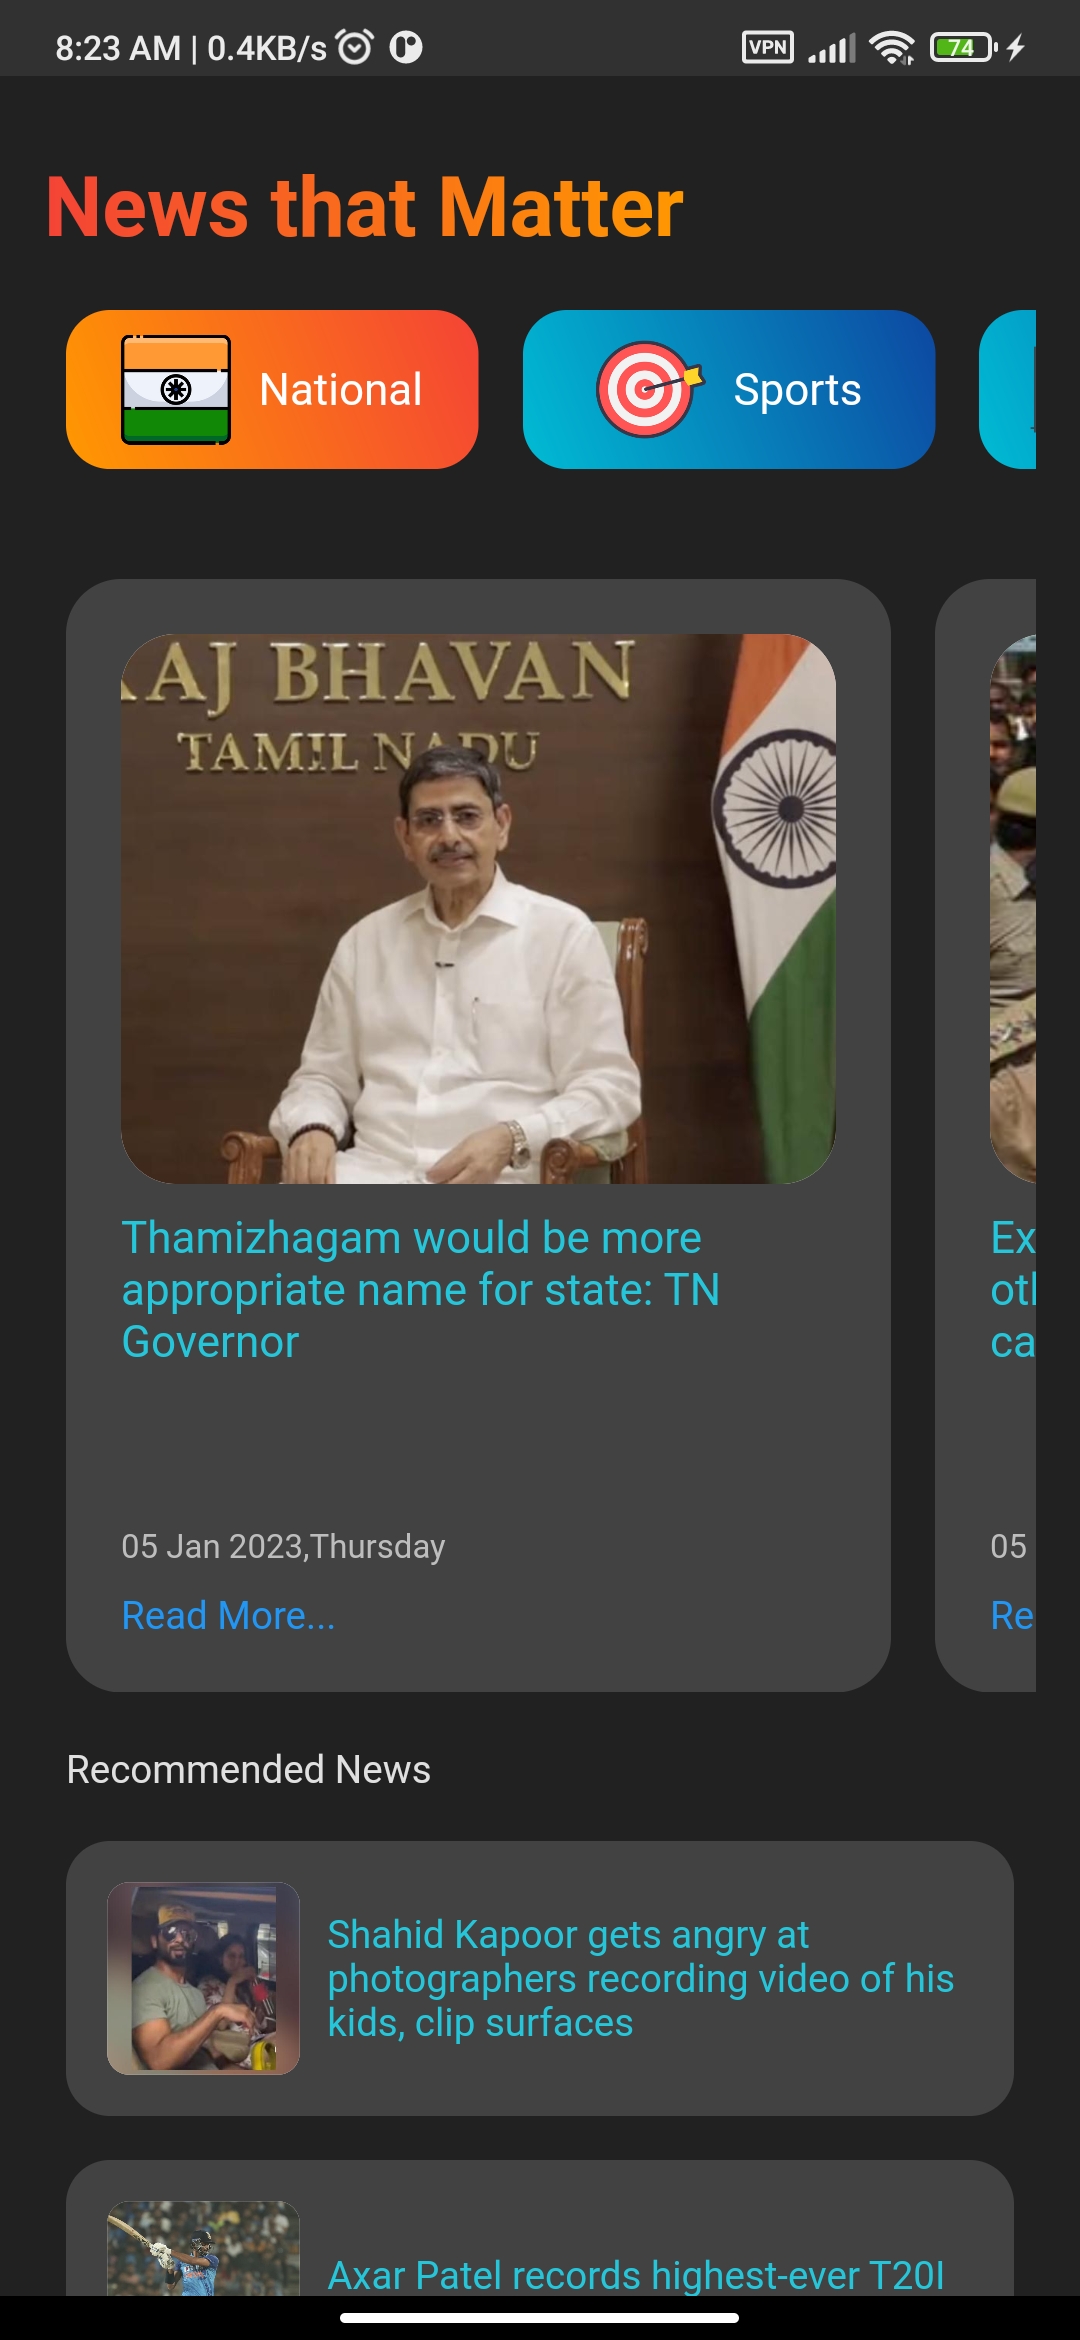 8:23 AM | 0.4KB/s
VPN
74
News that Matter
National
Sports
AJ BHAVAN
TAMIL NADU
Thamizhagam would be more
appropriate name for state: TN
Governor
05 Jan 2023,Thursday
Read More...
Ex
oth
ca
05
Re
Recommended News
Shahid Kapoor gets angry at
photographers recording video of his
kids, clip surfaces
Axar Patel records highest-ever T20I